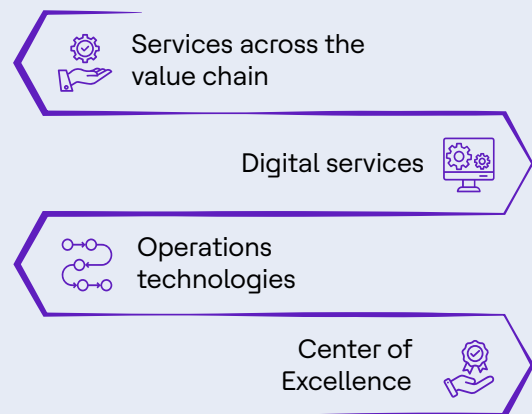 Services across the
value chain
Digital services
Operations
technologies
Center of
Excellence